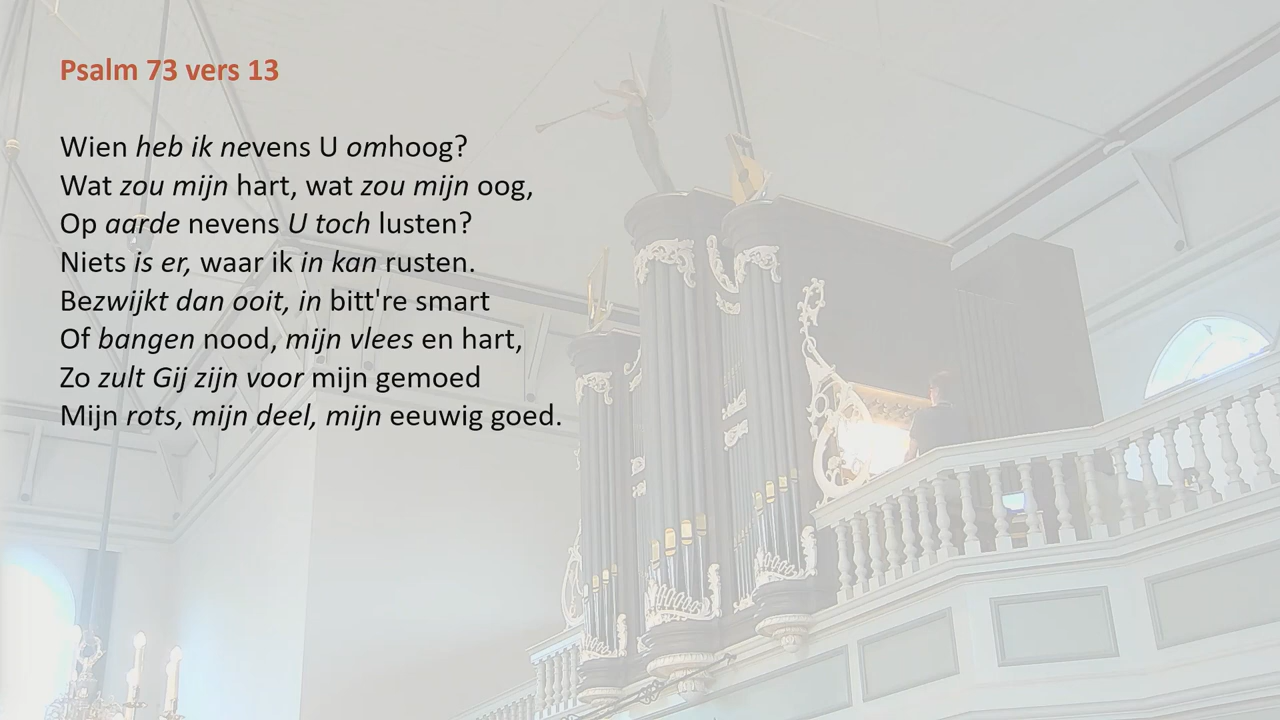 Psalm 73 vers 13
Wien heb ik nevens U omhoog?
Wat zou mijn hart, wat zou mijn oog,
Op aarde nevens U toch lusten?
Niets is er, waar ik in kan rusten.
Bezwijkt dan ooit, in bitt're smart
Of bangen nood, mijn vlees en hart,
Zo zult Gij zijn voor mijn gemoed
Mijn rots, mijn deel, mijn eeuwig goed.